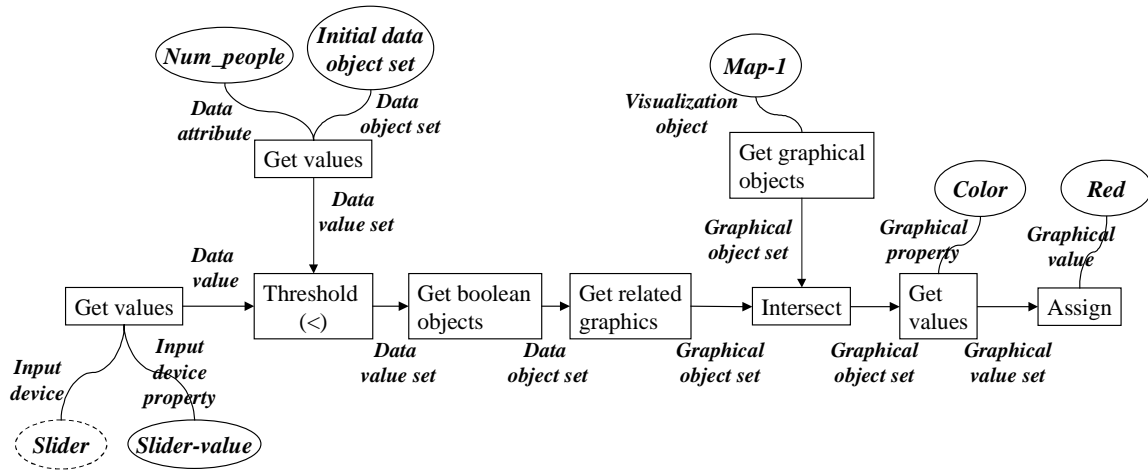 Num_people
Initial data
object set
Map-1
Data
attribute
Data
object set
Visualization
object
Get values
Get graphical
objects
Color
Red
Data
value set
Graphical
object set
Graphical
property
Graphical
value
Data
value
Get values
Threshold
(<)
Get boolean
objects
Get related
graphics
Intersect
Get
values
Assign
Input
device
Input
device
property
Data
value set
Data
object set
Graphical
object set
Graphical
object set
Graphical
value set
Slider
Slider-value